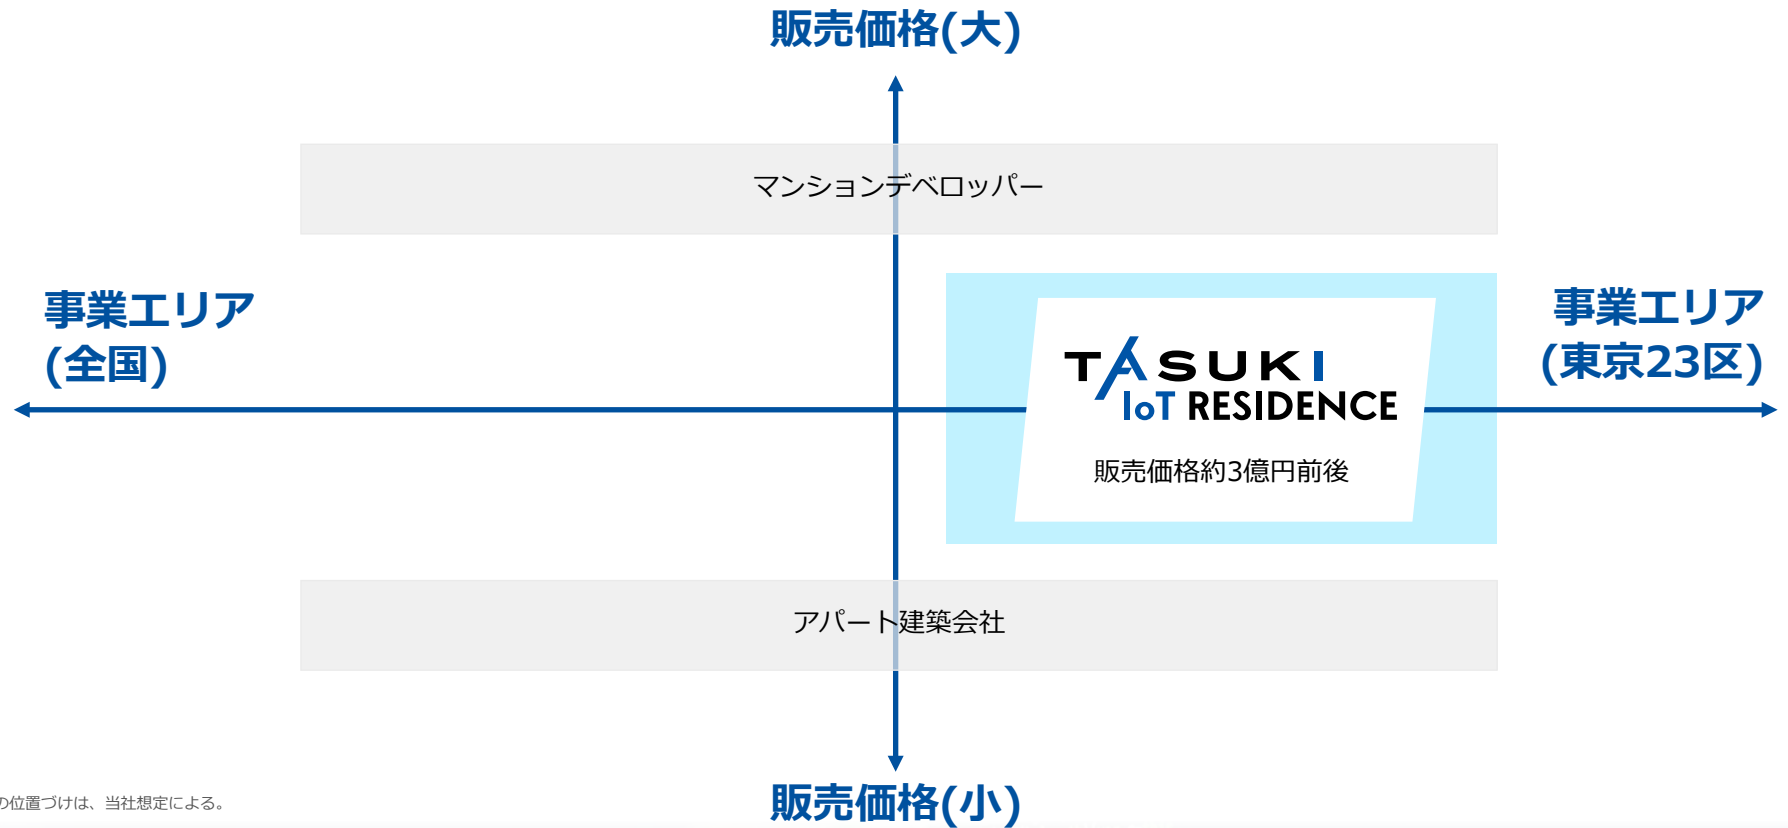 販売価格(大)
マンションデベロッパー
事業エリア
(全国)
事業エリア
(東京23区)
TASUKI
IoT RESIDENCE
販売価格約3億円前後
アパート建築会社
販売価格(小)
の位置づけは、当社想定による。